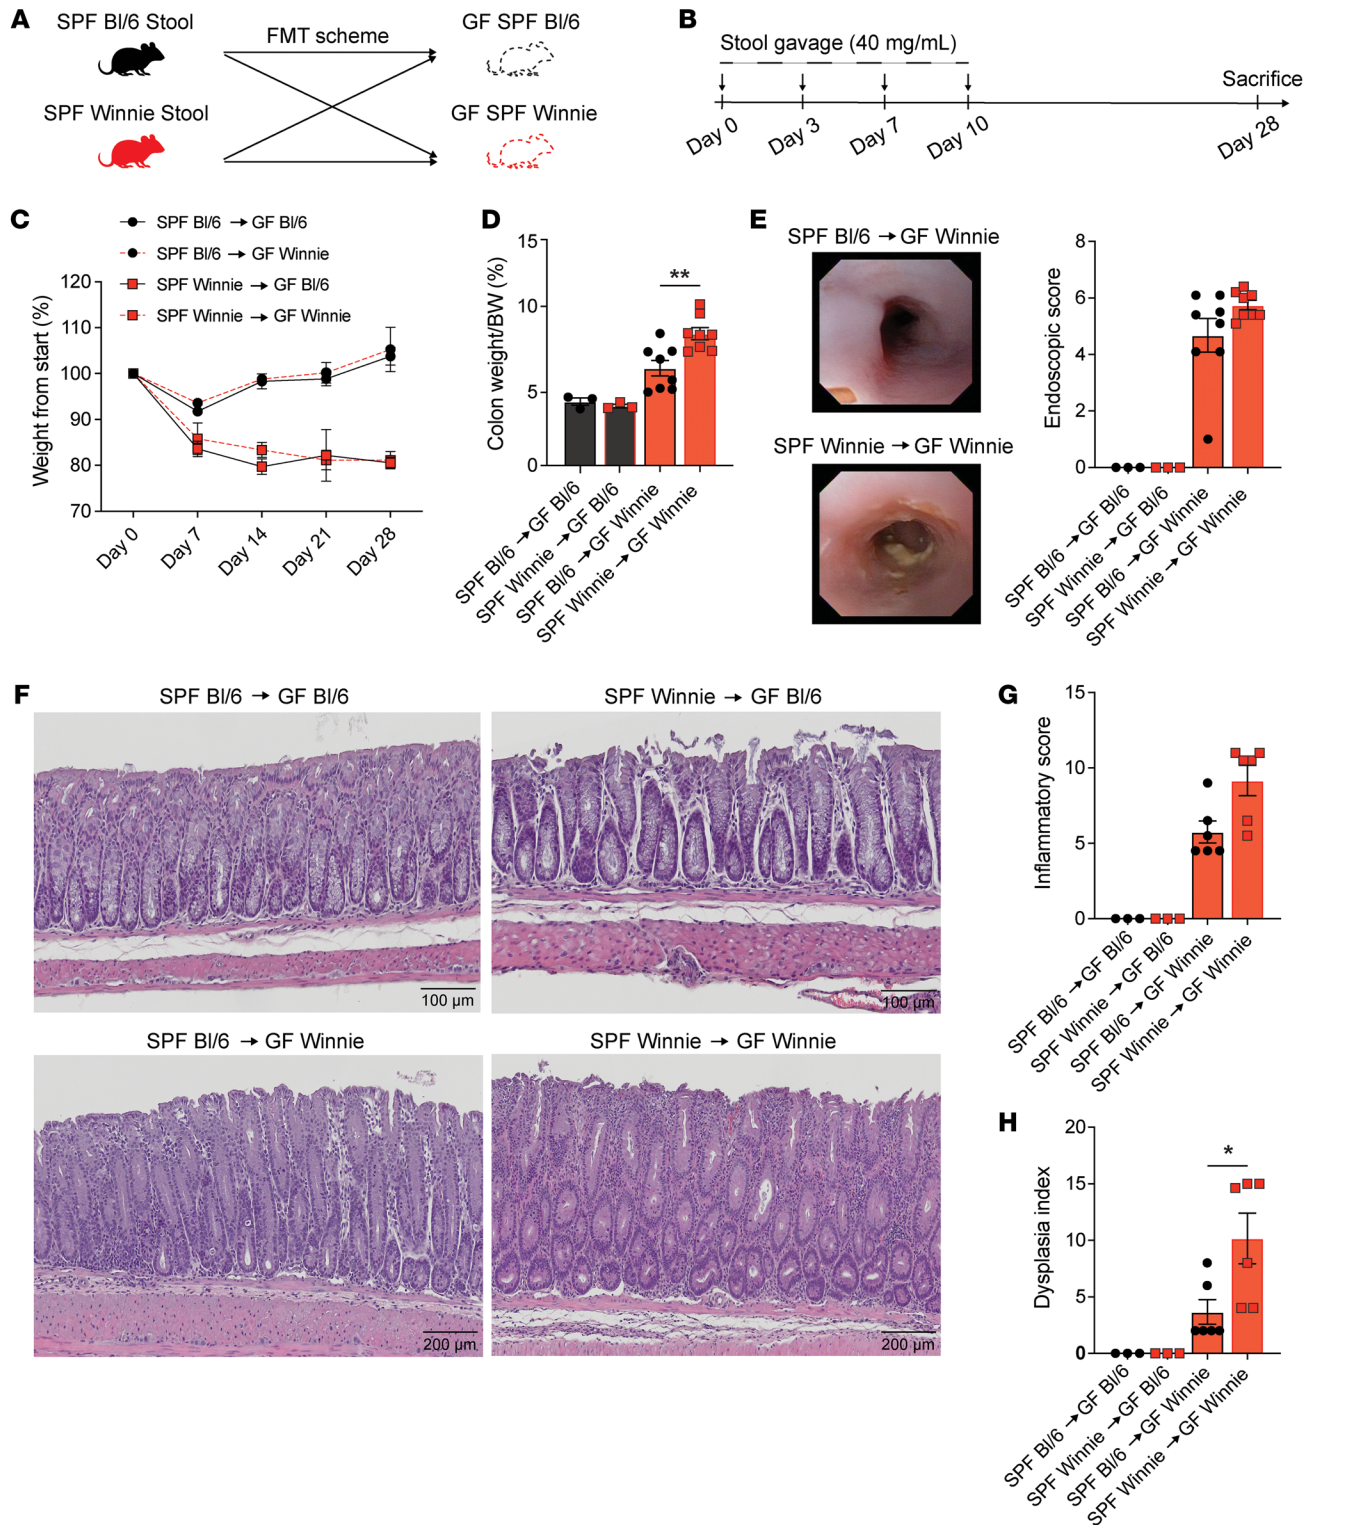 A
SPF Bl/6 Stool
FMT scheme
GF SPF Bl/6
SPF Winnie Stool
GF SPF Winnie
B
Stool gavage (40 mg/mL)
Sacrifice
Day 0
Day 3
Day 7
Day 10
Day 28
C
SPF Bl/6 → GF Bl/6
SPF Bl/6 → GF Winnie
SPF Winnie → GF Bl/6
SPF Winnie → GF Winnie
Weight from start (%)
120
110
100
90
80
70
Day 0
Day 7
Day 14
Day 21
Day 28
D
Colon weight/BW (%)
15
10
5
0
**
SPF Bl/6 → GF Bl/6
SPF Winnie → GF Bl/6
SPF Bl/6 → GF Winnie
SPF Winnie → GF Winnie
E
SPF Bl/6 → GF Winnie
SPF Winnie → GF Winnie
Endoscopic score
8
6
4
2
0
SPF Bl/6 → GF Bl/6
SPF Winnie → GF Bl/6
SPF Bl/6 → GF Winnie
SPF Winnie → GF Winnie
F
SPF Bl/6 → GF Bl/6
SPF Winnie → GF Bl/6
100 µm
100 µm
SPF Bl/6 → GF Winnie
SPF Winnie → GF Winnie
200 µm
200 µm
G
Inflammatory score
15
10
5
0
SPF Bl/6 → GF Bl/6
SPF Winnie → GF Bl/6
SPF Bl/6 → GF Winnie
SPF Winnie → GF Winnie
H
Dysplasia index
20
15
10
5
0
*
SPF Bl/6 → GF Bl/6
SPF Winnie → GF Bl/6
SPF Bl/6 → GF Winnie
SPF Winnie → GF Winnie